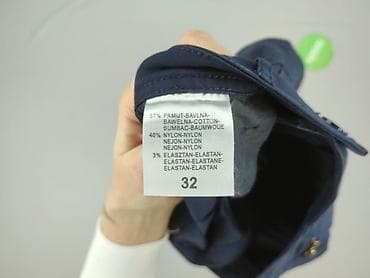 57% PAMUT-BAVLNA-
BAWELNA-COTTON-
BUMBAC-BAUMWOUE
40% NYLON-NYLON
NEJON-NYLON
NEJON-NYLON
3% ELASZTAN-ELASTAN-
ELASTAN-ELASTANE-
ELASTAN-ELASTAN
32